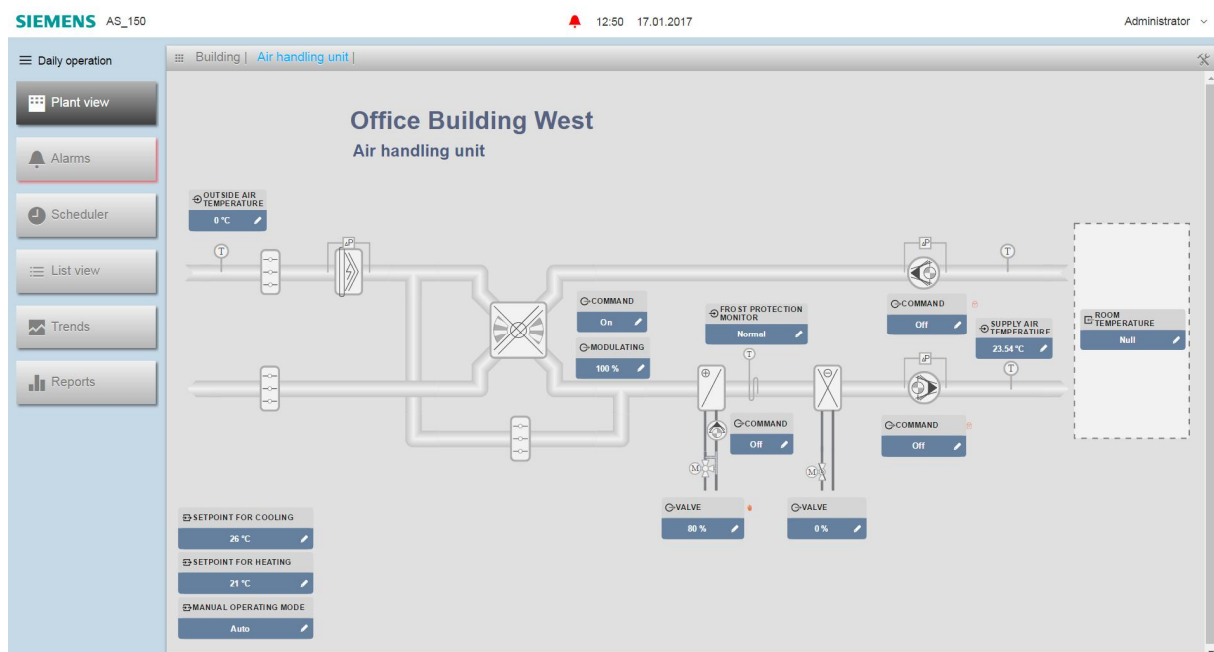 SIEMENS AS_150
12:50 17.01.2017
Administrator
Daily operation
Building | Air handling unit |
Plant view
Alarms
Scheduler
List view
Trends
Reports
Office Building West
Air handling unit
OUTSIDE AIR
TEMPERATURE
0 °C
T
ΔP
ΔP
T
COMMAND
On
MODULATING
100 %
FROST PROTECTION
MONITOR
Normal
T
COMMAND
Off
SUPPLY AIR
TEMPERATURE
23.54 °C
ROOM
TEMPERATURE
Null
ΔP
T
COMMAND
Off
COMMAND
Off
M
M
VALVE
80 %
VALVE
0 %
SETPOINT FOR COOLING
26 °C
SETPOINT FOR HEATING
21 °C
MANUAL OPERATING MODE
Auto